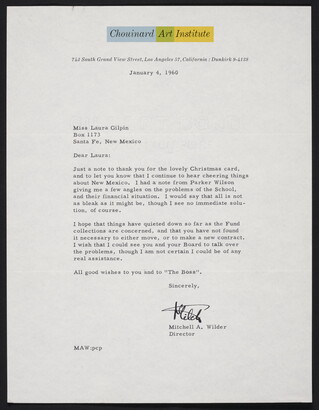 Chouinard Art Institute
743 South Grand View Street, Los Angeles 57, California : Dunkirk 8-4158
January 4, 1960
Miss Laura Gilpin
Box 1173
Santa Fe, New Mexico
Dear Laura:
Just a note to thank you for the lovely Christmas card,
and to let you know that I continue to hear cheering things
about New Mexico. I had a note from Parker Wilson
giving me a few angles on the problems of the School,
and their financial situation. I would say that all is not
as bleak as it might be, though I see no immediate solu-
tion, of course.
I hope that things have quieted down so far as the Fund
collections are concerned, and that you have not found
it necessary to either move, or to make a new contract.
I wish that I could see you and your Board to talk over
the problems, though I am not certain I could be of any
real assistance.
All good wishes to you and to "The Boss".
Sincerely,
Mitch
Mitchell A. Wilder
Director
MAW:pcp